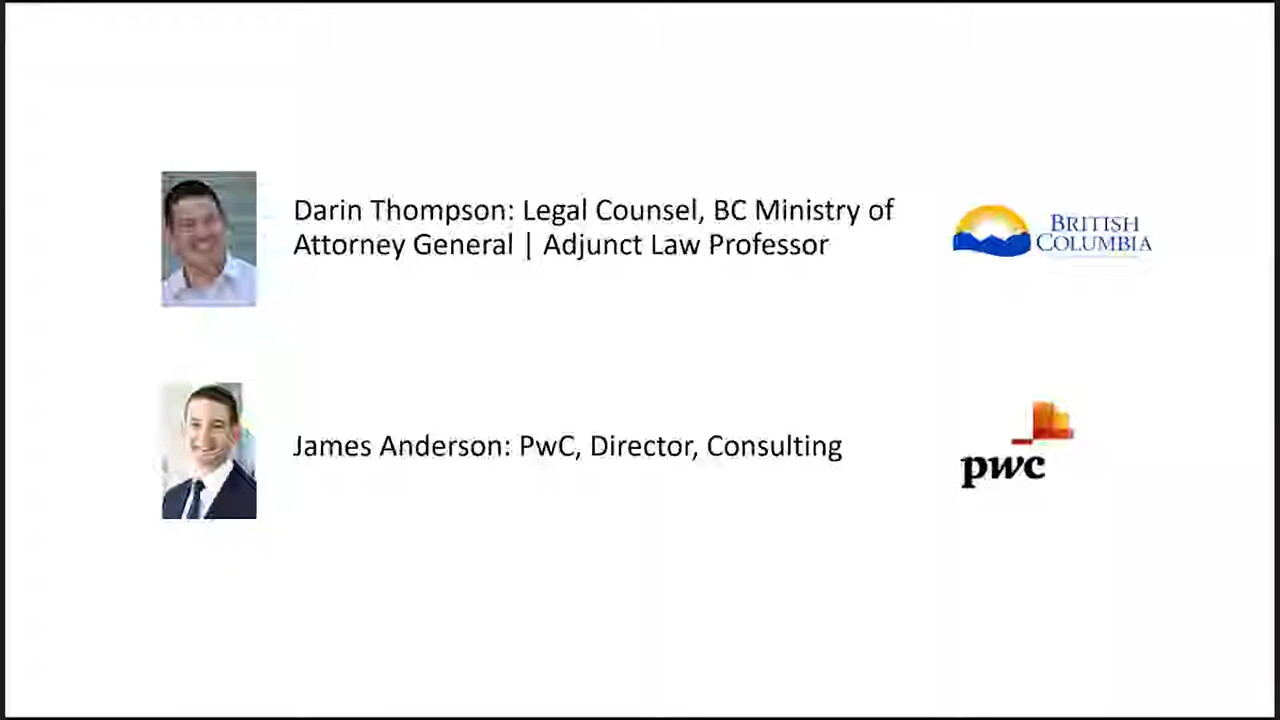 Darin Thompson: Legal Counsel, BC Ministry of
Attorney General | Adjunct Law Professor
BRITISH
COLUMBIA
James Anderson: PwC, Director, Consulting
pwc